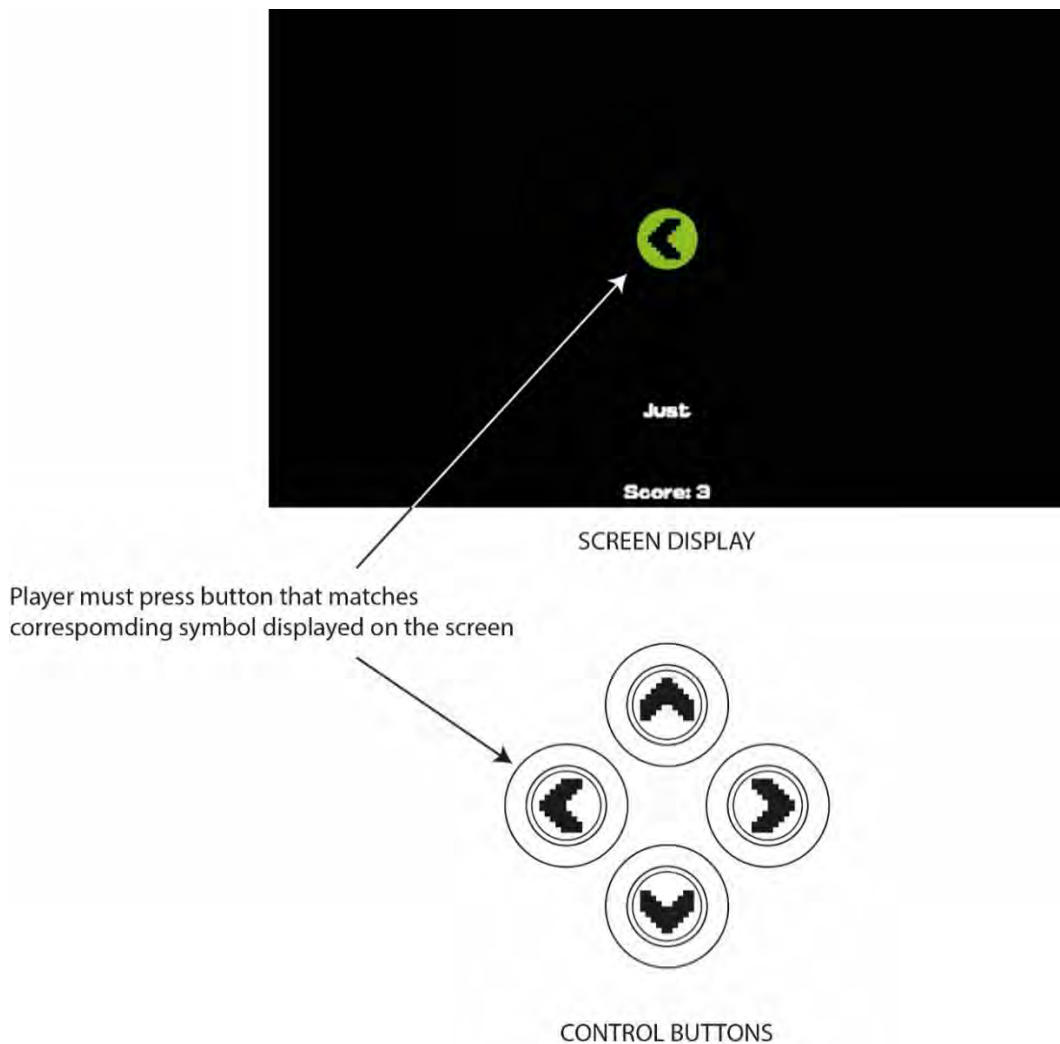 Just
Score: 3
SCREEN DISPLAY
Player must press button that matches
correspomding symbol displayed on the screen
CONTROL BUTTONS